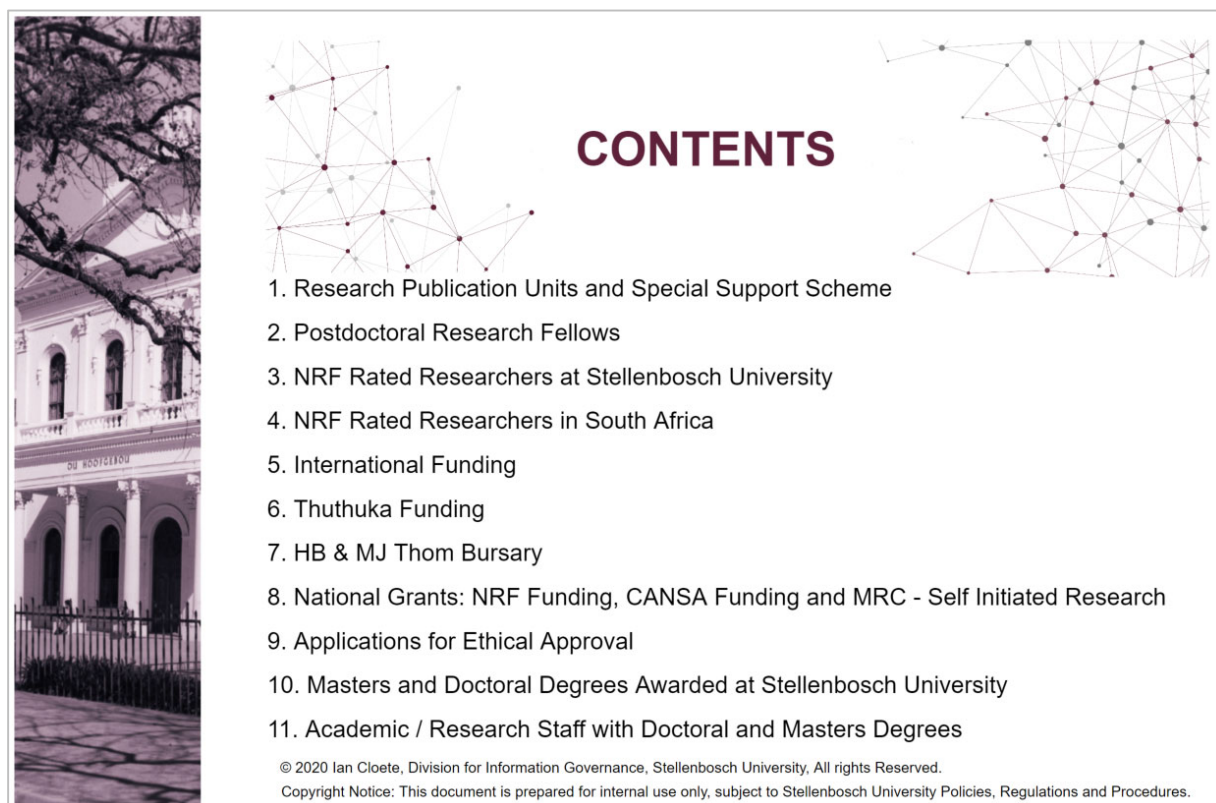 CONTENTS
1. Research Publication Units and Special Support Scheme
2. Postdoctoral Research Fellows
3. NRF Rated Researchers at Stellenbosch University
4. NRF Rated Researchers in South Africa
5. International Funding
6. Thuthuka Funding
7. HB & MJ Thom Bursary
8. National Grants: NRF Funding, CANSA Funding and MRC - Self Initiated Research
9. Applications for Ethical Approval
10. Masters and Doctoral Degrees Awarded at Stellenbosch University
11. Academic / Research Staff with Doctoral and Masters Degrees
© 2020 Ian Cloete, Division for Information Governance, Stellenbosch University, All rights Reserved.
Copyright Notice: This document is prepared for internal use only, subject to Stellenbosch University Policies, Regulations and Procedures.
OU HOOFGEBOU